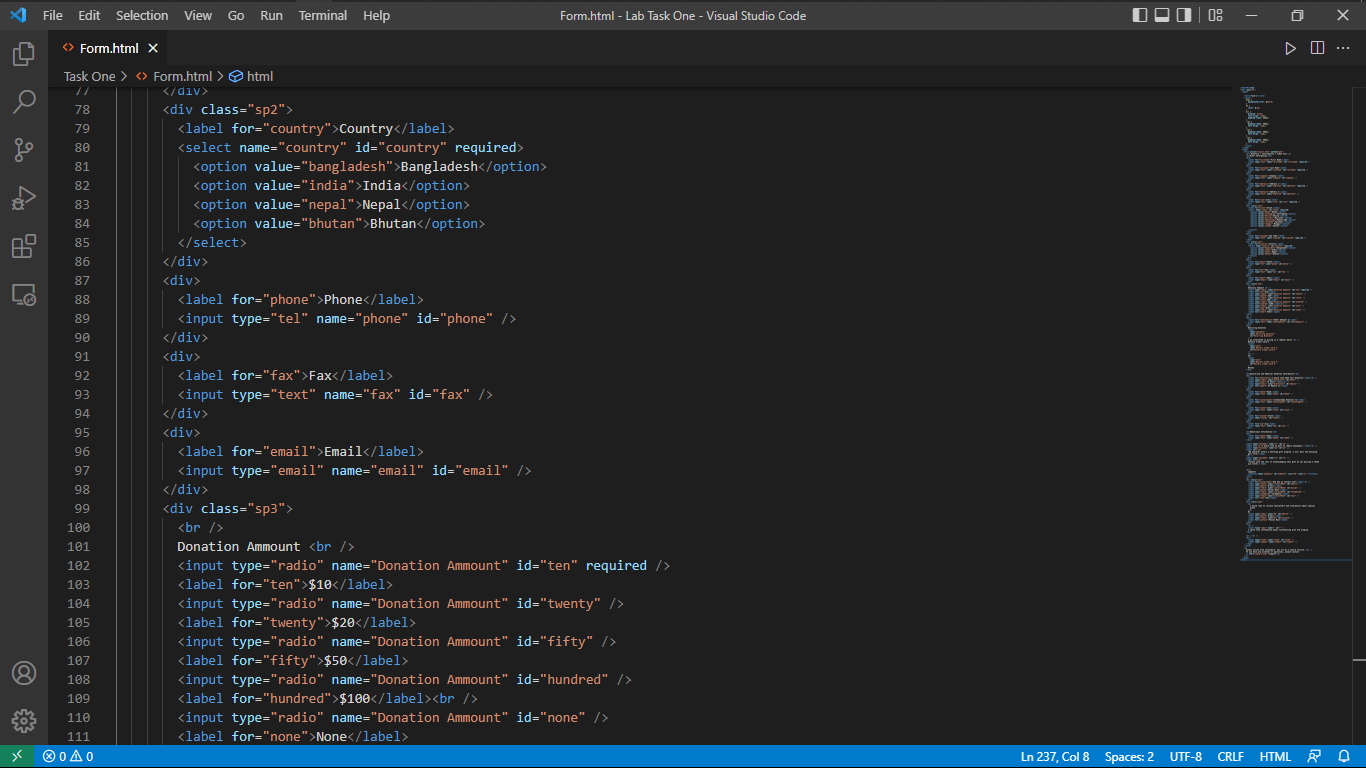 File Edit Selection View Go Run Terminal Help Form.html - Lab Task One - Visual Studio Code
Form.html
Task One > Form.html > html
77 </div>
78 <div class="sp2">
79 <label for="country">Country</label>
80 <select name="country" id="country" required>
81 <option value="bangladesh">Bangladesh</option>
82 <option value="india">India</option>
83 <option value="nepal">Nepal</option>
84 <option value="bhutan">Bhutan</option>
85 </select>
86 </div>
87 <div>
88 <label for="phone">Phone</label>
89 <input type="tel" name="phone" id="phone" />
90 </div>
91 <div>
92 <label for="fax">Fax</label>
93 <input type="text" name="fax" id="fax" />
94 </div>
95 <div>
96 <label for="email">Email</label>
97 <input type="email" name="email" id="email" />
98 </div>
99 <div class="sp3">
100 <br />
101 Donation Ammount <br />
102 <input type="radio" name="Donation Ammount" id="ten" required />
103 <label for="ten">$10</label>
104 <input type="radio" name="Donation Ammount" id="twenty" />
105 <label for="twenty">$20</label>
106 <input type="radio" name="Donation Ammount" id="fifty" />
107 <label for="fifty">$50</label>
108 <input type="radio" name="Donation Ammount" id="hundred" />
109 <label for="hundred">$100</label><br />
110 <input type="radio" name="Donation Ammount" id="none" />
111 <label for="none">None</label>
0 0 Ln 237, Col 8 Spaces: 2 UTF-8 CRLF HTML